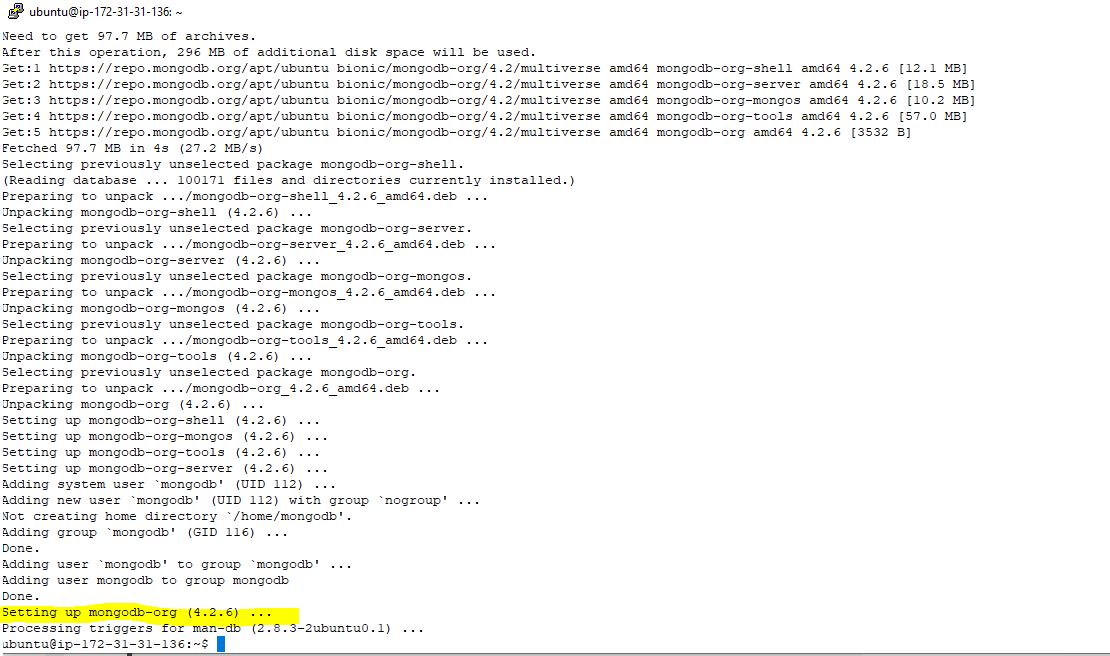 ubuntu@ip-172-31-31-136: ~
Need to get 97.7 MB of archives.
After this operation, 296 MB of additional disk space will be used.
Get:1 https://repo.mongodb.org/apt/ubuntu bionic/mongodb-org/4.2/multiverse amd64 mongodb-org-shell amd64 4.2.6 [12.1 MB]
Get:2 https://repo.mongodb.org/apt/ubuntu bionic/mongodb-org/4.2/multiverse amd64 mongodb-org-server amd64 4.2.6 [18.5 MB]
Get:3 https://repo.mongodb.org/apt/ubuntu bionic/mongodb-org/4.2/multiverse amd64 mongodb-org-mongos amd64 4.2.6 [10.2 MB]
Get:4 https://repo.mongodb.org/apt/ubuntu bionic/mongodb-org/4.2/multiverse amd64 mongodb-org-tools amd64 4.2.6 [57.0 MB]
Get:5 https://repo.mongodb.org/apt/ubuntu bionic/mongodb-org/4.2/multiverse amd64 mongodb-org amd64 4.2.6 [3532 B]
Fetched 97.7 MB in 4s (27.2 MB/s)
Selecting previously unselected package mongodb-org-shell.
(Reading database ... 100171 files and directories currently installed.)
Preparing to unpack .../mongodb-org-shell_4.2.6_amd64.deb ...
Unpacking mongodb-org-shell (4.2.6) ...
Selecting previously unselected package mongodb-org-server.
Preparing to unpack .../mongodb-org-server_4.2.6_amd64.deb ...
Unpacking mongodb-org-server (4.2.6) ...
Selecting previously unselected package mongodb-org-mongos.
Preparing to unpack .../mongodb-org-mongos_4.2.6_amd64.deb ...
Unpacking mongodb-org-mongos (4.2.6) ...
Selecting previously unselected package mongodb-org-tools.
Preparing to unpack .../mongodb-org-tools_4.2.6_amd64.deb ...
Unpacking mongodb-org-tools (4.2.6) ...
Selecting previously unselected package mongodb-org.
Preparing to unpack .../mongodb-org_4.2.6_amd64.deb ...
Unpacking mongodb-org (4.2.6) ...
Setting up mongodb-org-shell (4.2.6) ...
Setting up mongodb-org-mongos (4.2.6) ...
Setting up mongodb-org-tools (4.2.6) ...
Setting up mongodb-org-server (4.2.6) ...
Adding system user `mongodb' (UID 112) ...
Adding new user `mongodb' (UID 112) with group `nogroup' ...
Not creating home directory `/home/mongodb'.
Adding group `mongodb' (GID 116) ...
Done.
Adding user `mongodb' to group `mongodb' ...
Adding user mongodb to group mongodb
Done.
Setting up mongodb-org (4.2.6) ...
Processing triggers for man-db (2.8.3-2ubuntu0.1) ...
ubuntu@ip-172-31-31-136:~$